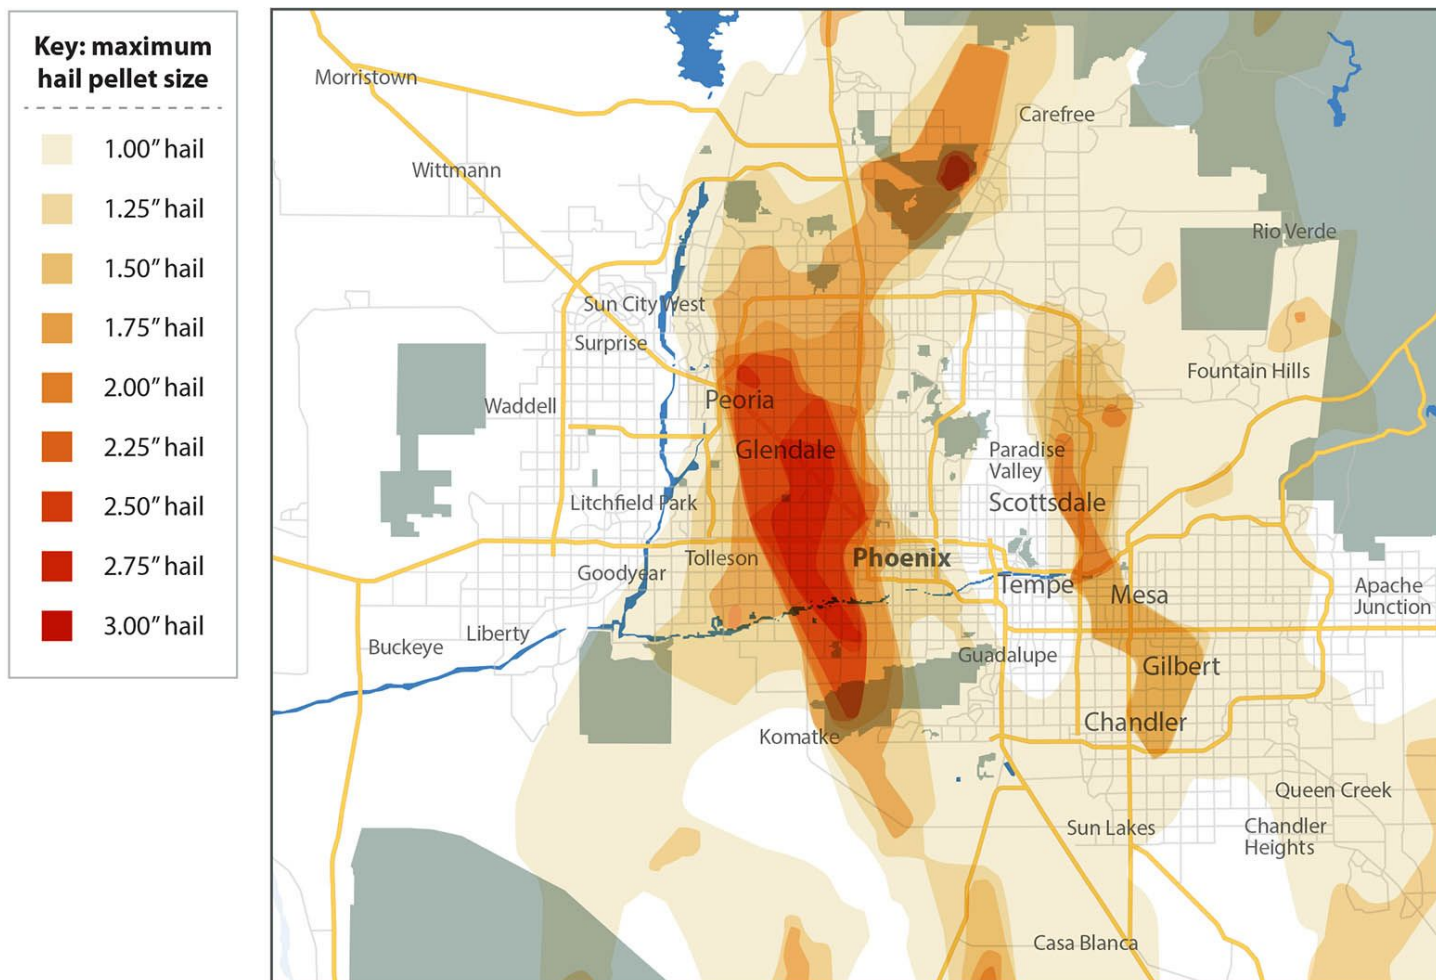 Key: maximum
hail pellet size
1.00″ hail
1.25″ hail
1.50″ hail
1.75″ hail
2.00″ hail
2.25″ hail
2.50″ hail
2.75″ hail
3.00″ hail
Morristown
Carefree
Wittmann
Rio Verde
Sun City West
Surprise
Fountain Hills
Peoria
Waddell
Glendale
Paradise
Valley
Litchfield Park
Scottsdale
Tolleson
Phoenix
Goodyear
Tempe
Mesa
Apache
Junction
Liberty
Buckeye
Guadalupe
Gilbert
Chandler
Komatke
Queen Creek
Sun Lakes
Chandler
Heights
Casa Blanca